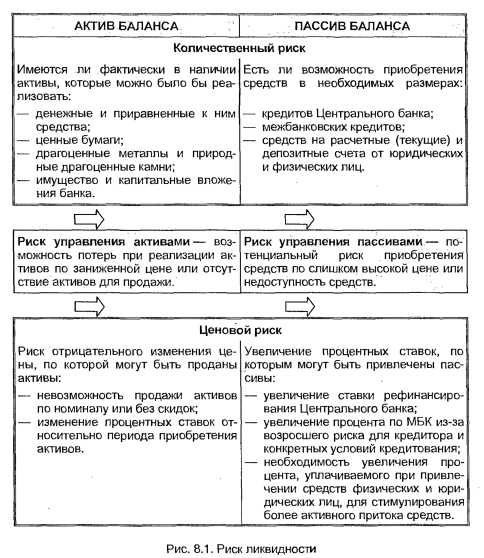 АКТИВ БАЛАНСА
ПАССИВ БАЛАНСА
Количественный риск
Имеются ли фактически в наличии
активы, которые можно было бы реа-
лизовать:
— денежные и приравненные к ним
средства;
— ценные бумаги;
— драгоценные металлы и природ-
ные драгоценные камни;
— имущество и капитальные вложе-
ния банка.
Есть ли возможность приобретения
средств в необходимых размерах:
— кредитов Центрального банка;
— межбанковских кредитов;
— средств на расчетные (текущие) и
депозитные счета от юридических
и физических лиц.
Риск управления активами — воз-
можность потерь при реализации ак-
тивов по заниженной цене или отсут-
ствие активов для продажи.
Риск управления пассивами — по-
тенциальный риск приобретения
средств по слишком высокой цене или
недоступность средств.
Ценовой риск
Риск отрицательного изменения це-
ны, по которой могут быть проданы
активы:
— невозможность продажи активов
по номиналу или без скидок;
— изменение процентных ставок от-
носительно периода приобретения
активов.
Увеличение процентных ставок, по
которым могут быть привлечены пас-
сивы:
— увеличение ставки рефинанси-
рования Центрального банка;
— увеличение процента по МБК из-за
возросшего риска для кредитора и
конкретных условий кредитования;
— необходимость увеличения про-
цента, уплачиваемого при привле-
чении средств физических и юри-
дических лиц, для стимулирования
более активного притока средств.
Рис. 8.1. Риск ликвидности